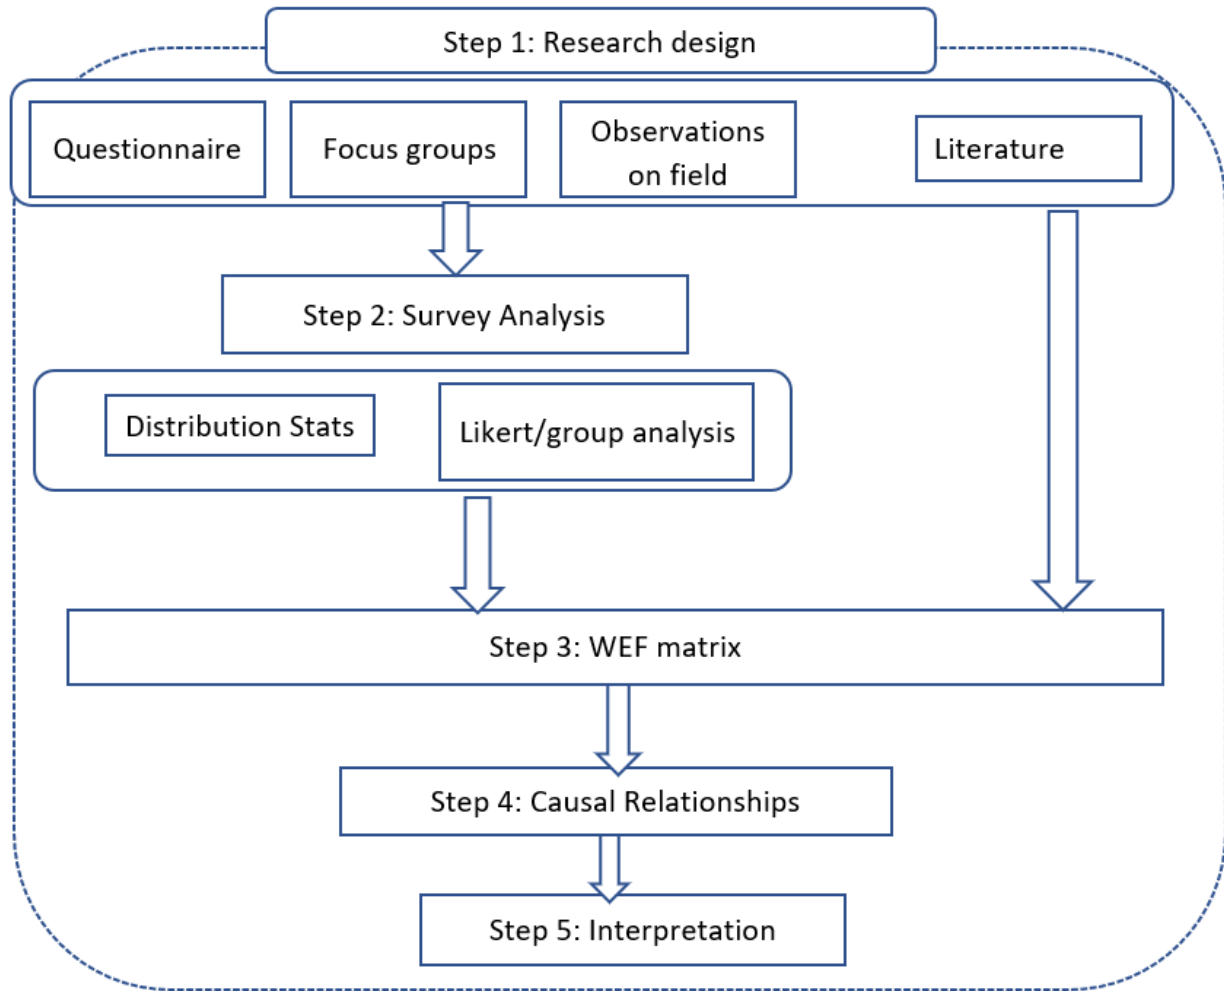 Step 1: Research design
Questionnaire
Focus groups
Observations
on field
Literature
Step 2: Survey Analysis
Distribution Stats
Likert/group analysis
Step 3: WEF matrix
Step 4: Causal Relationships
Step 5: Interpretation